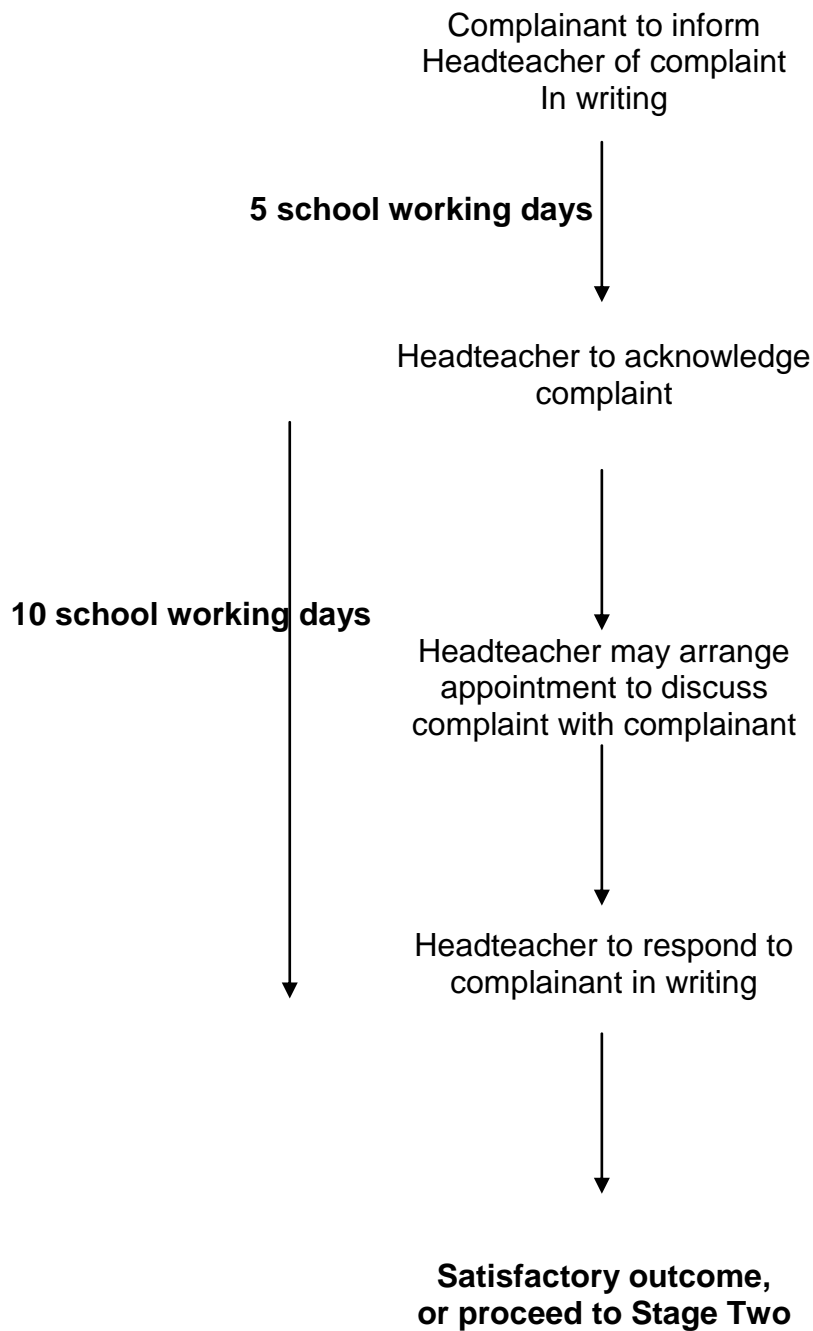 Complainant to inform
Headteacher of complaint
In writing
5 school working days
Headteacher to acknowledge
complaint
10 school working days
Headteacher may arrange
appointment to discuss
complaint with complainant
Headteacher to respond to
complainant in writing
Satisfactory outcome,
or proceed to Stage Two